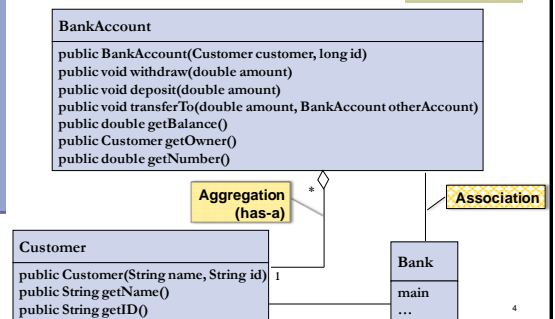 BankAccount
public BankAccount(Customer customer, long id)
public void withdraw(double amount)
public void deposit(double amount)
public void transferTo(double amount, BankAccount otherAccount)
public double getBalance()
public Customer getOwner()
public double getNumber()
Aggregation
(has-a)
*
Association
Customer
public Customer(String name, String id)
public String getName()
public String getID()
1
Bank
main
...
4